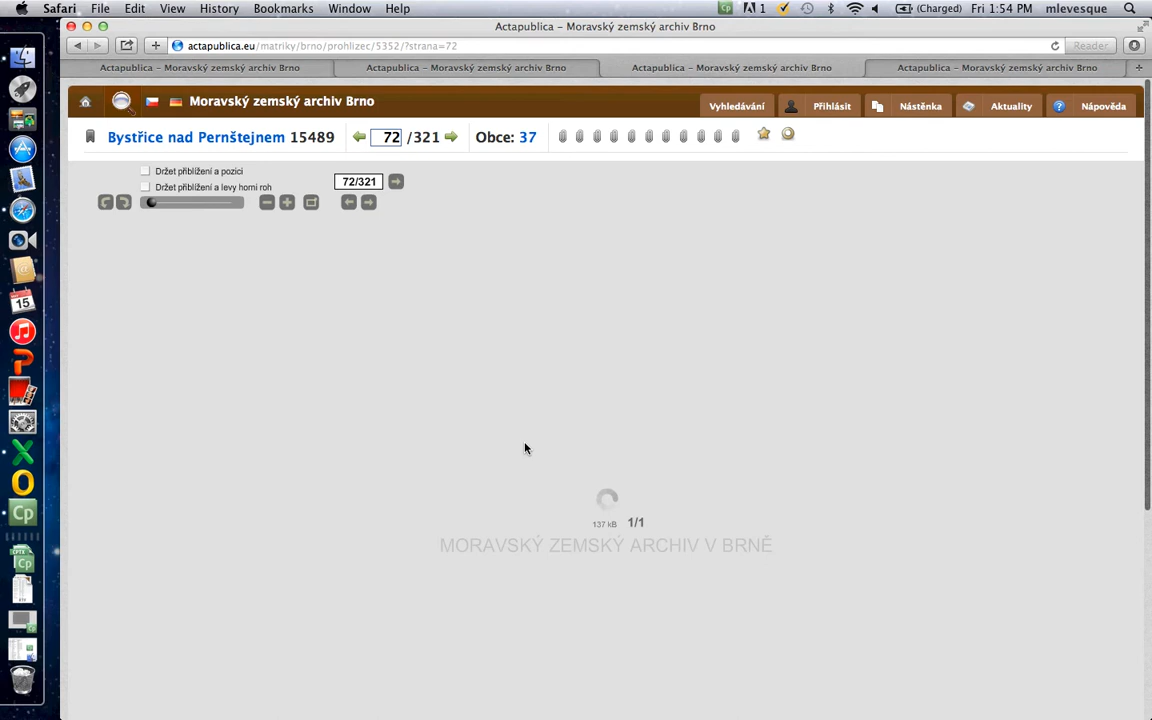 Safari File Edit View History Bookmarks Window Help 1 (Charged) Fri 1:54 PM mlevesque
Actapublica – Moravský zemský archiv Brno
actapublica.eu/matriky/brno/prohlizec/5352/?strana=72 Reader
Actapublica – Moravský zemský archiv Brno Actapublica – Moravský zemský archiv Brno Actapublica – Moravský zemský archiv Brno Actapublica – Moravský zemský archiv Brno
Moravský zemský archiv Brno Vyhledávání Přihlásit Nástěnka Aktuality Nápověda
Bystřice nad Pernštejnem 15489 72 /321 Obce: 37
Držet přiblížení a pozici
Držet přiblížení a levy horni roh 72/321
137 kB 1/1
MORAVSKÝ ZEMSKÝ ARCHIV V BRNĚ
15
Cp
Cp